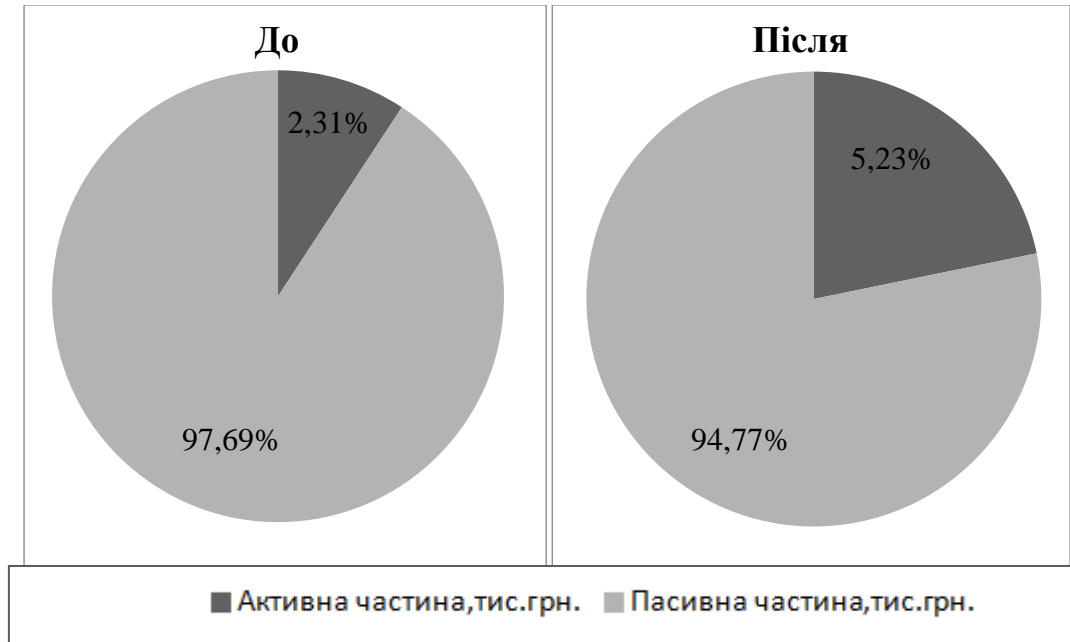 До
2,31%
97,69%
Після
5,23%
94,77%
Активна частина,тис.грн.
Пасивна частина,тис.грн.